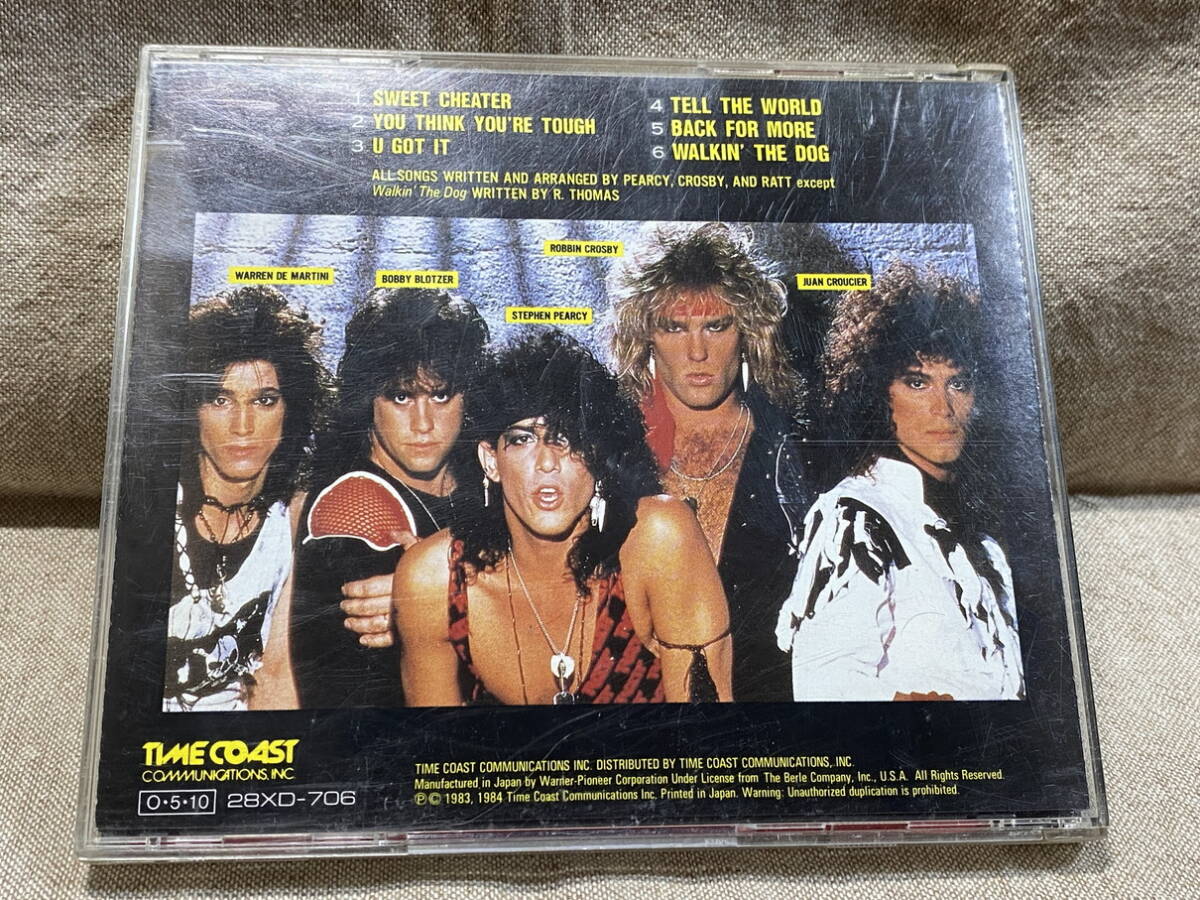 1 SWEET CHEATER
2 YOU THINK YOU'RE TOUGH
3 U GOT IT
4 TELL THE WORLD
5 BACK FOR MORE
6 WALKIN' THE DOG
ALL SONGS WRITTEN AND ARRANGED BY PEARCY, CROSBY, AND RATT except
Walkin' The Dog WRITTEN BY R. THOMAS
ROBBIN CROSBY
WARREN DE MARTINI
BOBBY BLOTZER
JUAN CROUCIER
STEPHEN PEARCY
TIME COAST
COMMUNICATIONS, INC.
0•5•10 28XD-706
TIME COAST COMMUNICATIONS INC. DISTRIBUTED BY TIME COAST COMMUNICATIONS, INC.
Manufactured in Japan by Warner-Pioneer Corporation Under License from The Berle Company, Inc., U.S.A. All Rights Reserved.
℗© 1983, 1984 Time Coast Communications Inc. Printed in Japan. Warning: Unauthorized duplication is prohibited.